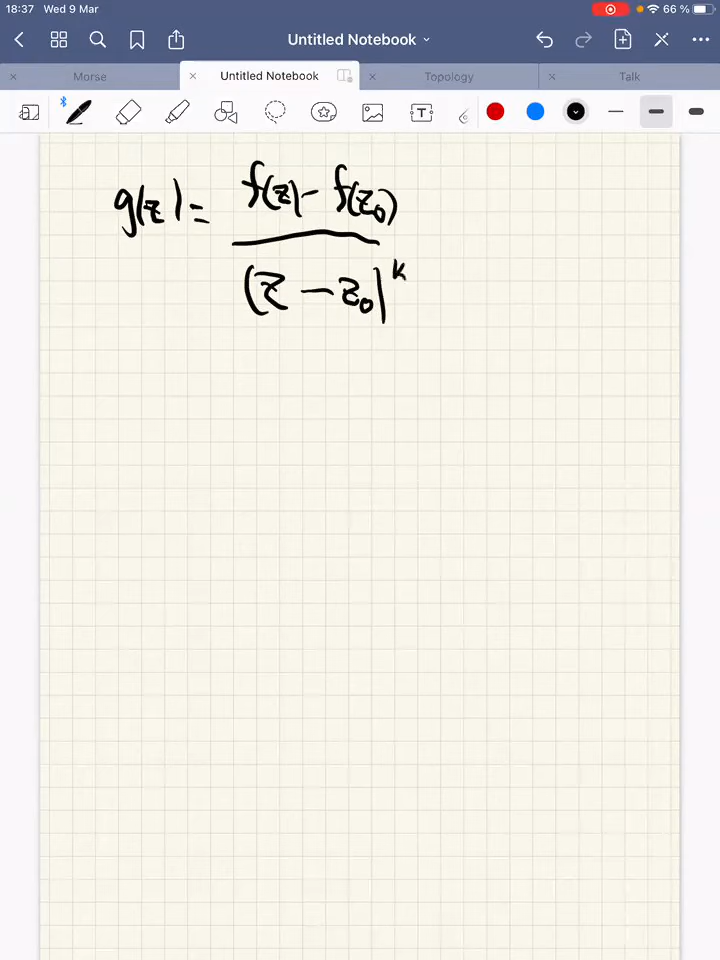 18:37 Wed 9 Mar
66 %
Untitled Notebook
Morse
Untitled Notebook
Topology
Talk
T
g(z) = f(z) - f(z₀)
(z - z₀)ᵏ